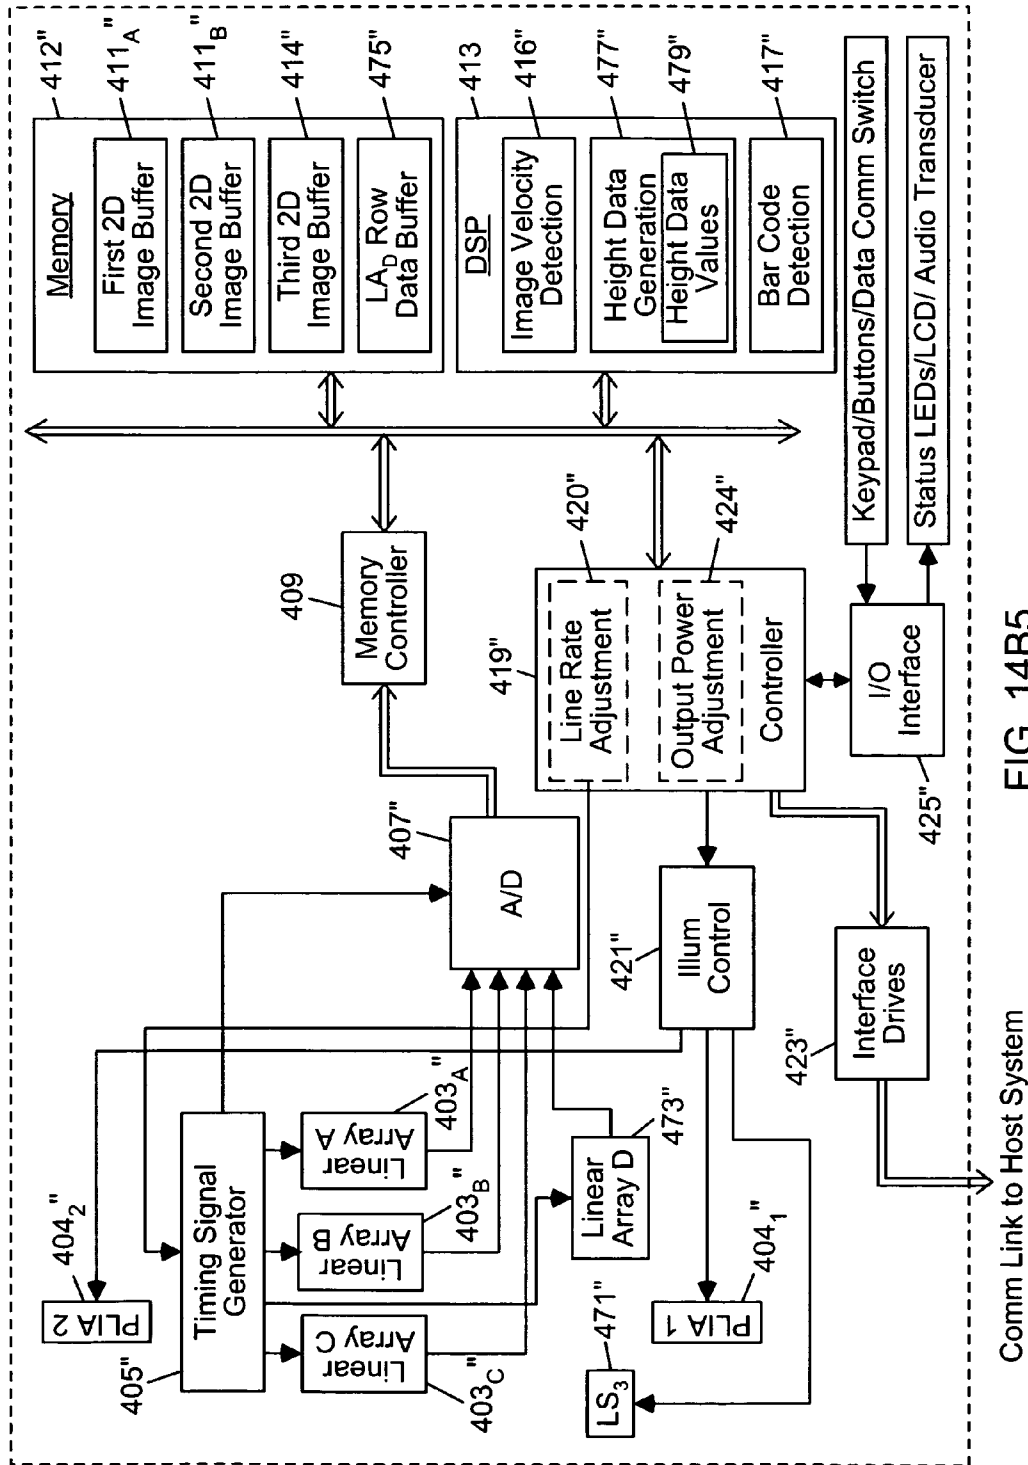 412"
411A"
411B"
414"
475"
413
416"
477"
479"
417"
Memory
First 2D
Image Buffer
Second 2D
Image Buffer
Third 2D
Image Buffer
LAD Row
Data Buffer
DSP
Image Velocity
Detection
Height Data
Generation
Height Data
Values
Bar Code
Detection
Keypad/Buttons/Data Comm Switch
Status LEDs/LCD/ Audio Transducer
409
Memory
Controller
419"
420"
424"
Line Rate
Adjustment
Output Power
Adjustment
Controller
I/O
Interface
425"
407"
A/D
421"
Illum
Control
423"
Interface
Drives
404₂"
PLIA 2
405"
Timing Signal
Generator
Linear
Array A
403A"
Linear
Array B
403B"
Linear
Array C
403C"
Linear
Array D
473"
471"
LS₃
PLIA 1
404₁"
Comm Link to Host System
FIG. 14B5